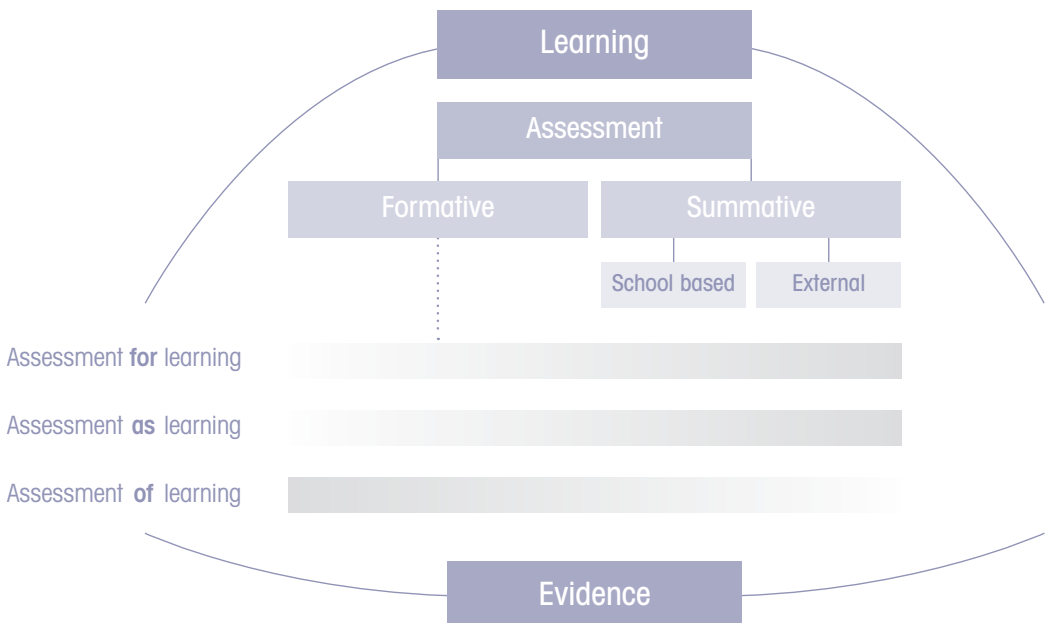 Learning
Assessment
Formative
Summative
School based
External
Assessment for learning
Assessment as learning
Assessment of learning
Evidence